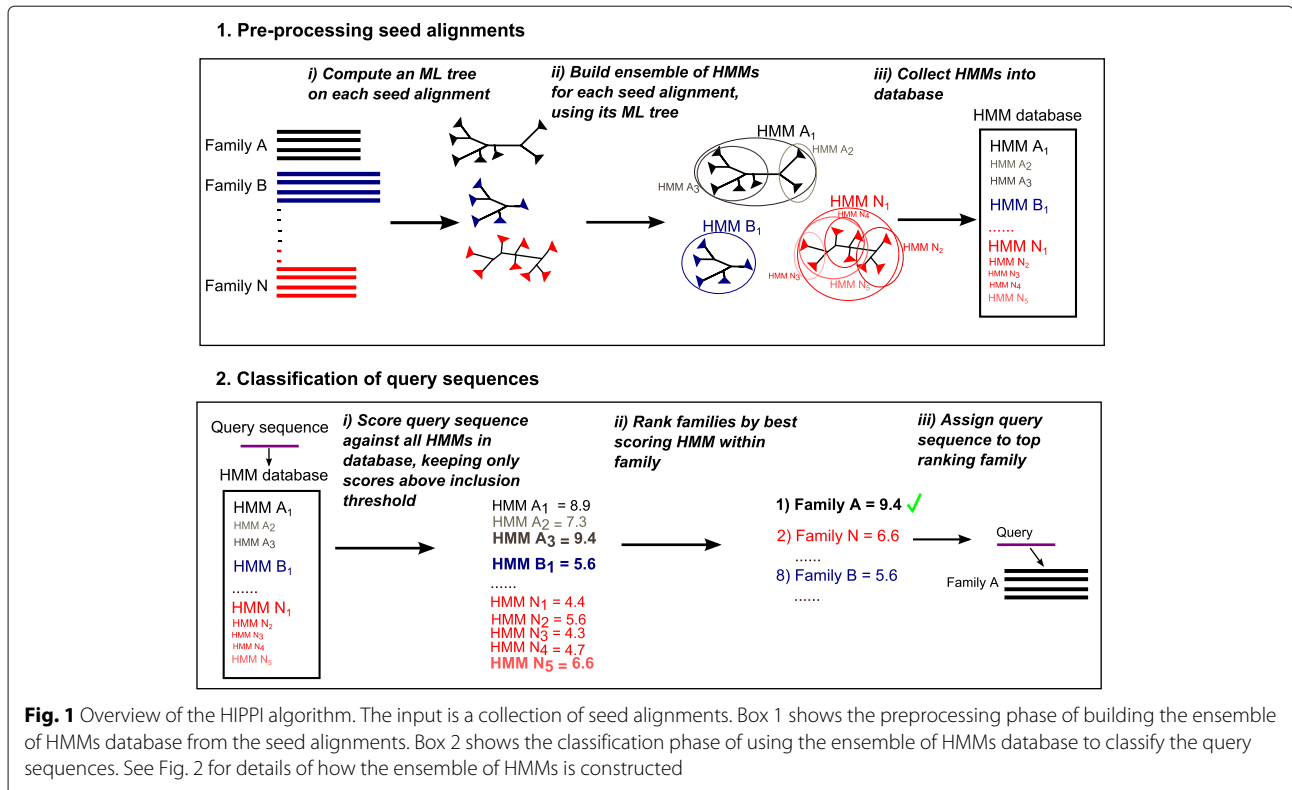 1. Pre-processing seed alignments
i) Compute an ML tree
on each seed alignment
ii) Build ensemble of HMMs
for each seed alignment,
using its ML tree
iii) Collect HMMs into
database
Family A
Family B
Family N
HMM A1
HMM A2
HMM A3
HMM B1
HMM N1
HMM N4
HMM N2
HMM N3
HMM N5
HMM database
HMM A1
HMM A2
HMM A3
HMM B1
......
HMM N1
HMM N2
HMM N3
HMM N4
HMM N5
2. Classification of query sequences
Query sequence
HMM database
HMM A1
HMM A2
HMM A3
HMM B1
......
HMM N1
HMM N2
HMM N3
HMM N4
HMM N5
i) Score query sequence
against all HMMs in
database, keeping only
scores above inclusion
threshold
HMM A1 = 8.9
HMM A2 = 7.3
HMM A3 = 9.4
HMM B1 = 5.6
......
HMM N1 = 4.4
HMM N2 = 5.6
HMM N3 = 4.3
HMM N4 = 4.7
HMM N5 = 6.6
ii) Rank families by best
scoring HMM within
family
1) Family A = 9.4 ✓
2) Family N = 6.6
......
8) Family B = 5.6
......
iii) Assign query
sequence to top
ranking family
Query
Family A
Fig. 1 Overview of the HIPPI algorithm. The input is a collection of seed alignments. Box 1 shows the preprocessing phase of building the ensemble
of HMMs database from the seed alignments. Box 2 shows the classification phase of using the ensemble of HMMs database to classify the query
sequences. See Fig. 2 for details of how the ensemble of HMMs is constructed